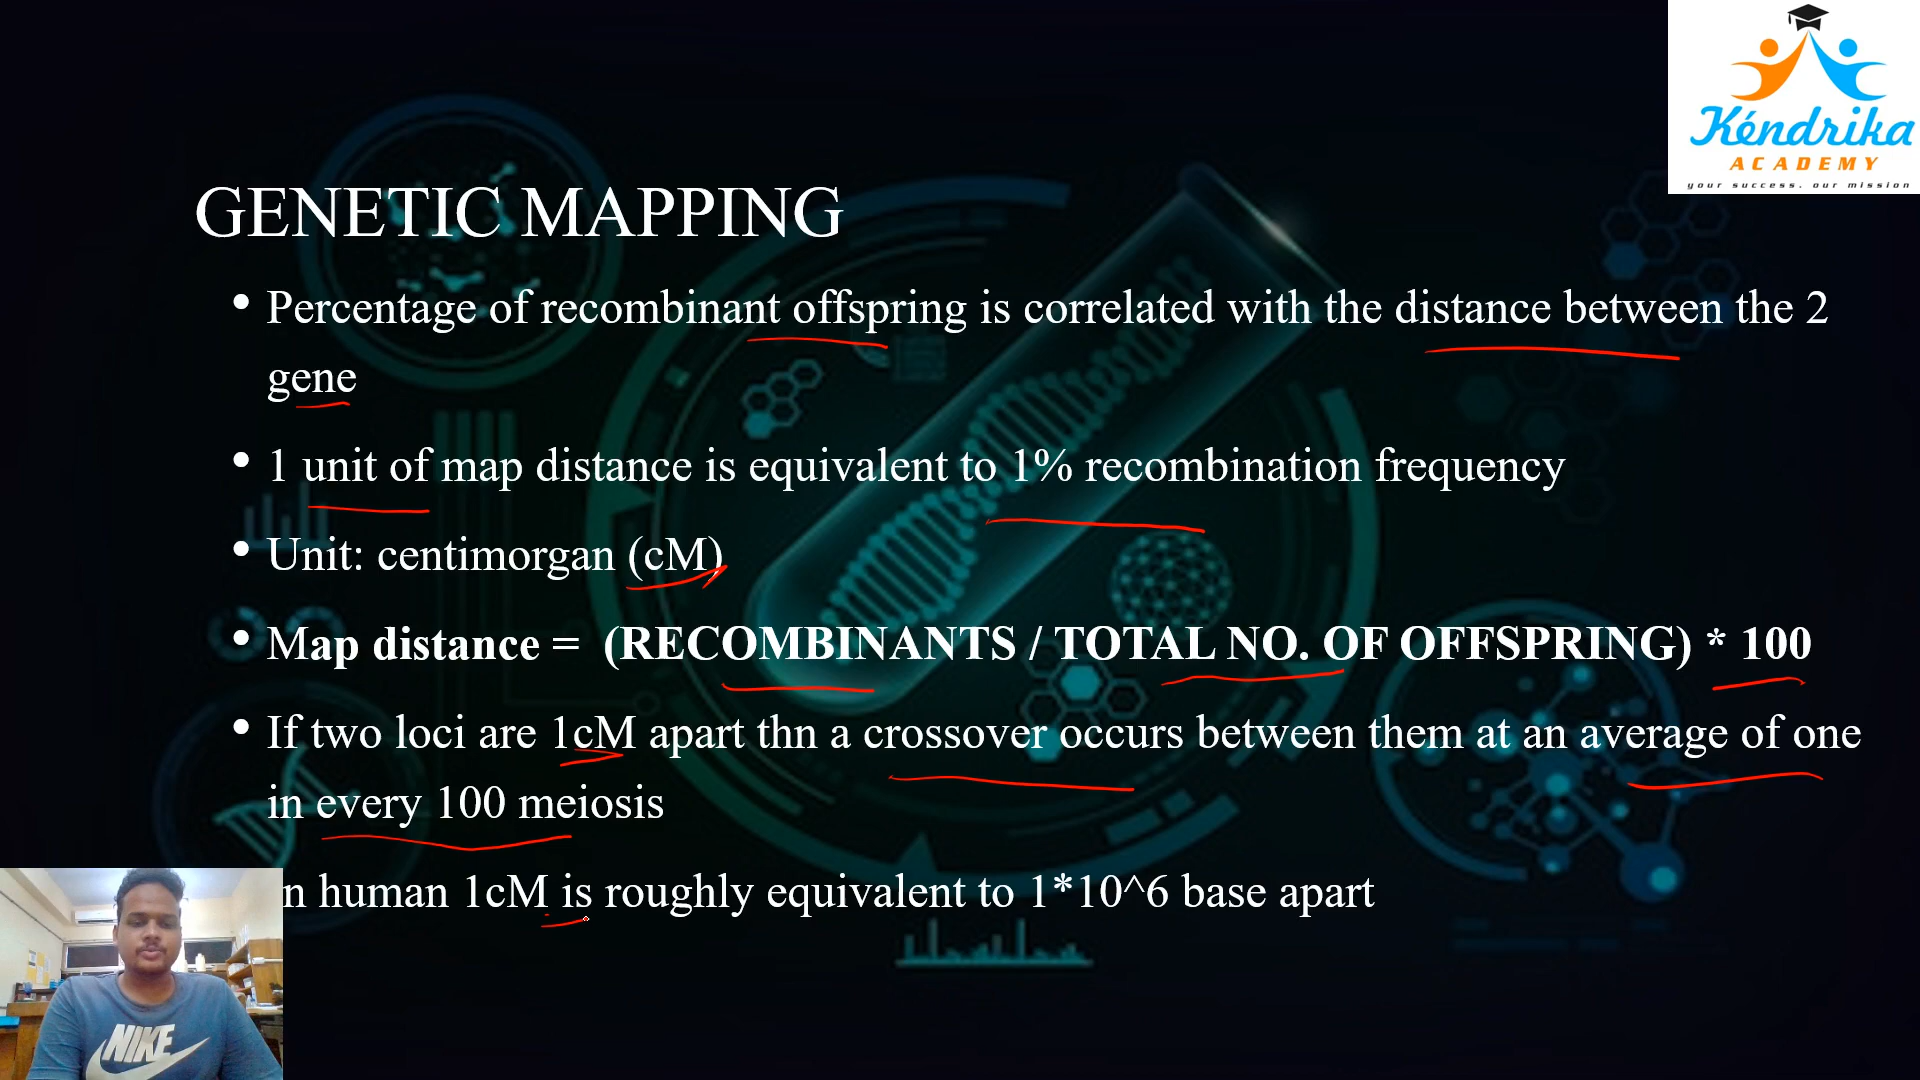 Kéndrika
ACADEMY
your success. our mission
GENETIC MAPPING
• Percentage of recombinant offspring is correlated with the distance between the 2
gene
• 1 unit of map distance is equivalent to 1% recombination frequency
• Unit: centimorgan (cM)
• Map distance = (RECOMBINANTS / TOTAL NO. OF OFFSPRING) * 100
• If two loci are 1cM apart thn a crossover occurs between them at an average of one
in every 100 meiosis
n human 1cM is roughly equivalent to 1*10^6 base apart
NIKE